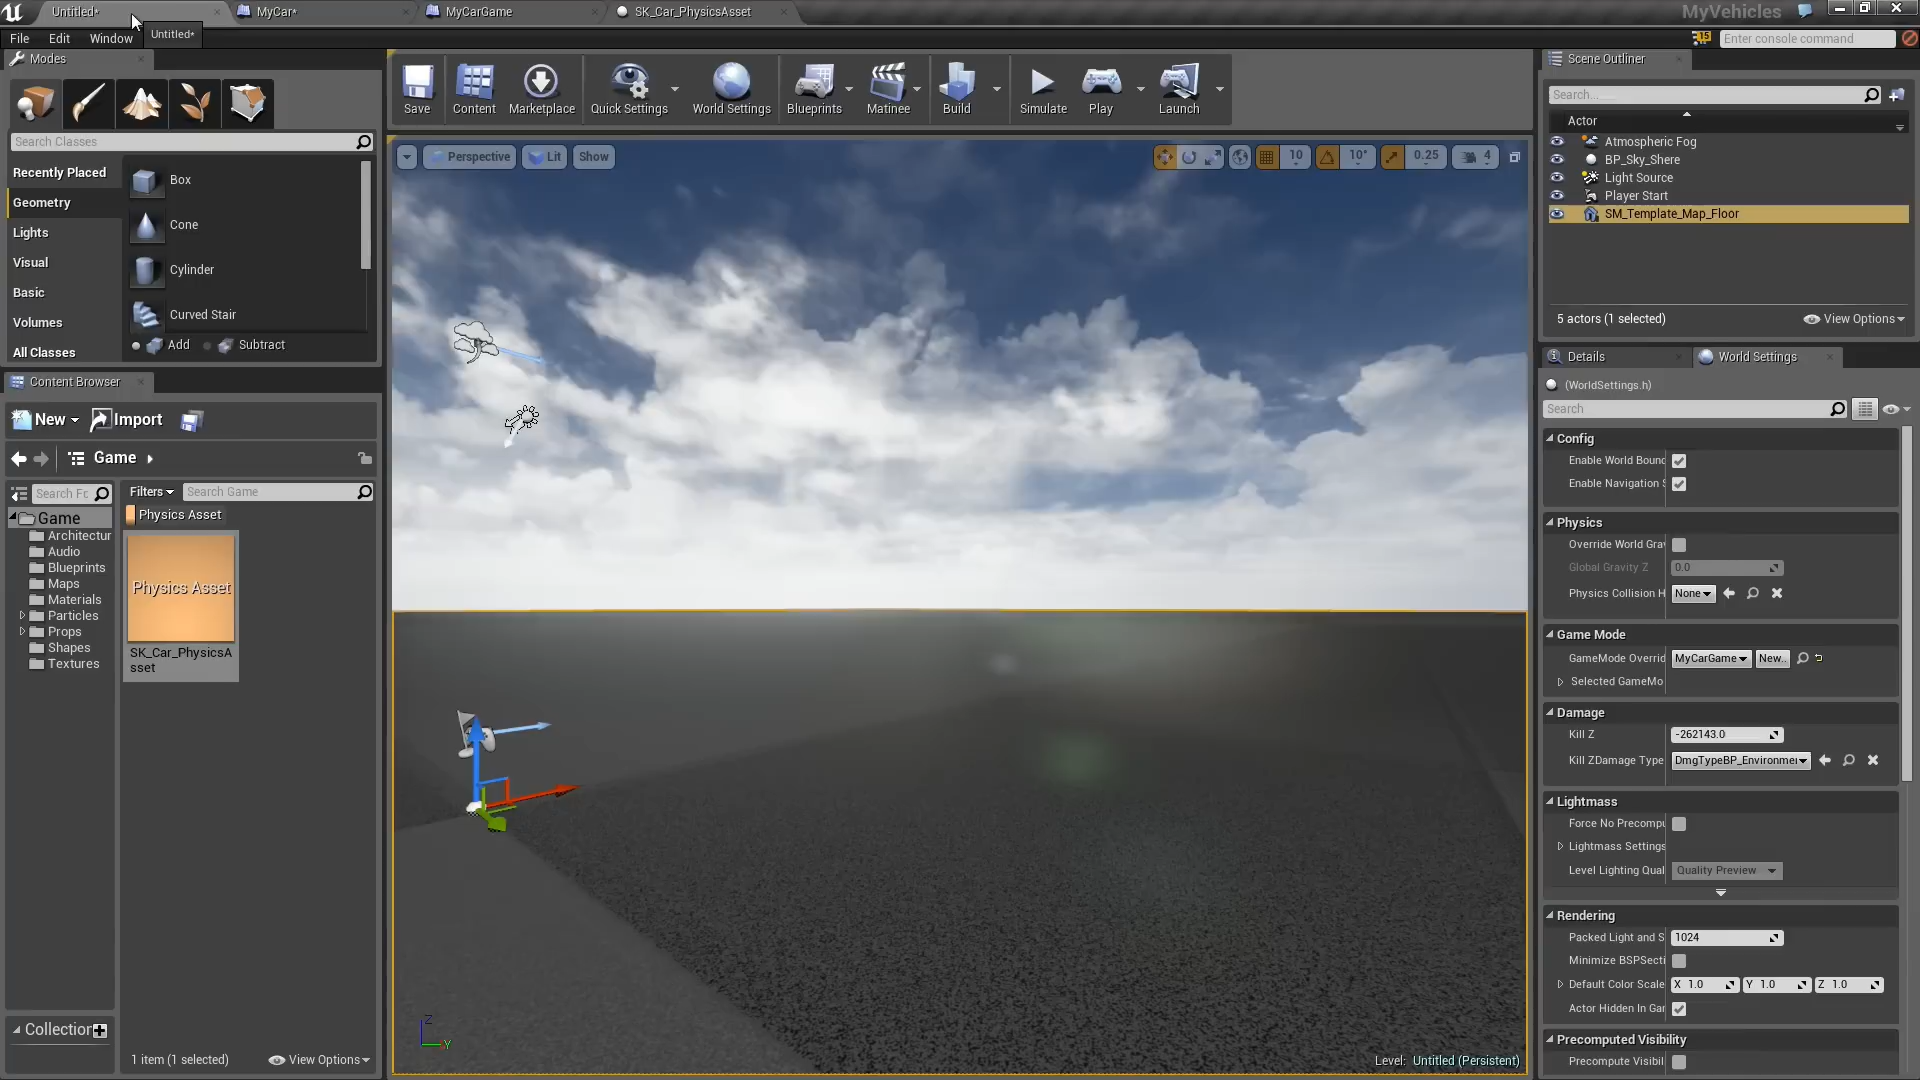 Untitled*
MyCar*
MyCarGame
SK_Car_PhysicsAsset
MyVehicles
File
Edit
Window
Untitled*
15
Enter console command
Modes
Save
Content
Marketplace
Quick Settings
World Settings
Blueprints
Matinee
Build
Simulate
Play
Launch
Search Classes
Recently Placed
Geometry
Lights
Visual
Basic
Volumes
All Classes
Box
Cone
Cylinder
Curved Stair
Add
Subtract
Perspective
Lit
Show
10
10°
0.25
4
Scene Outliner
Search...
Actor
Atmospheric Fog
BP_Sky_Shere
Light Source
Player Start
SM_Template_Map_Floor
5 actors (1 selected)
View Options
Content Browser
New
Import
Game
Filters
Search Game
Game
Architectur
Audio
Blueprints
Maps
Materials
Particles
Props
Shapes
Textures
Physics Asset
Physics Asset
SK_Car_PhysicsA
sset
Collection
1 item (1 selected)
View Options
Z
Y
Level: Untitled (Persistent)
Details
World Settings
(WorldSettings.h)
Search
Config
Enable World Bound
Enable Navigation S
Physics
Override World Gra
Global Gravity Z
0.0
Physics Collision H
None
Game Mode
GameMode Overrid
MyCarGame
New..
Selected GameMo
Damage
Kill Z
-262143.0
Kill ZDamage Type
DmgTypeBP_Environmen
Lightmass
Force No Precompu
Lightmass Settings
Level Lighting Qual
Quality Preview
Rendering
Packed Light and S
1024
Minimize BSPSecti
Default Color Scale
X 1.0
Y 1.0
Z 1.0
Actor Hidden In Gar
Precomputed Visibility
Precompute Visibil